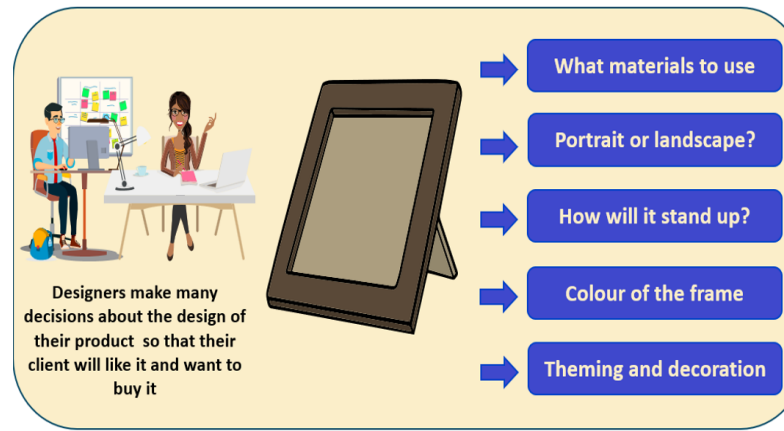 What materials to use
Portrait or landscape?
How will it stand up?
Colour of the frame
Theming and decoration
Designers make many
decisions about the design of
their product so that their
client will like it and want to
buy it